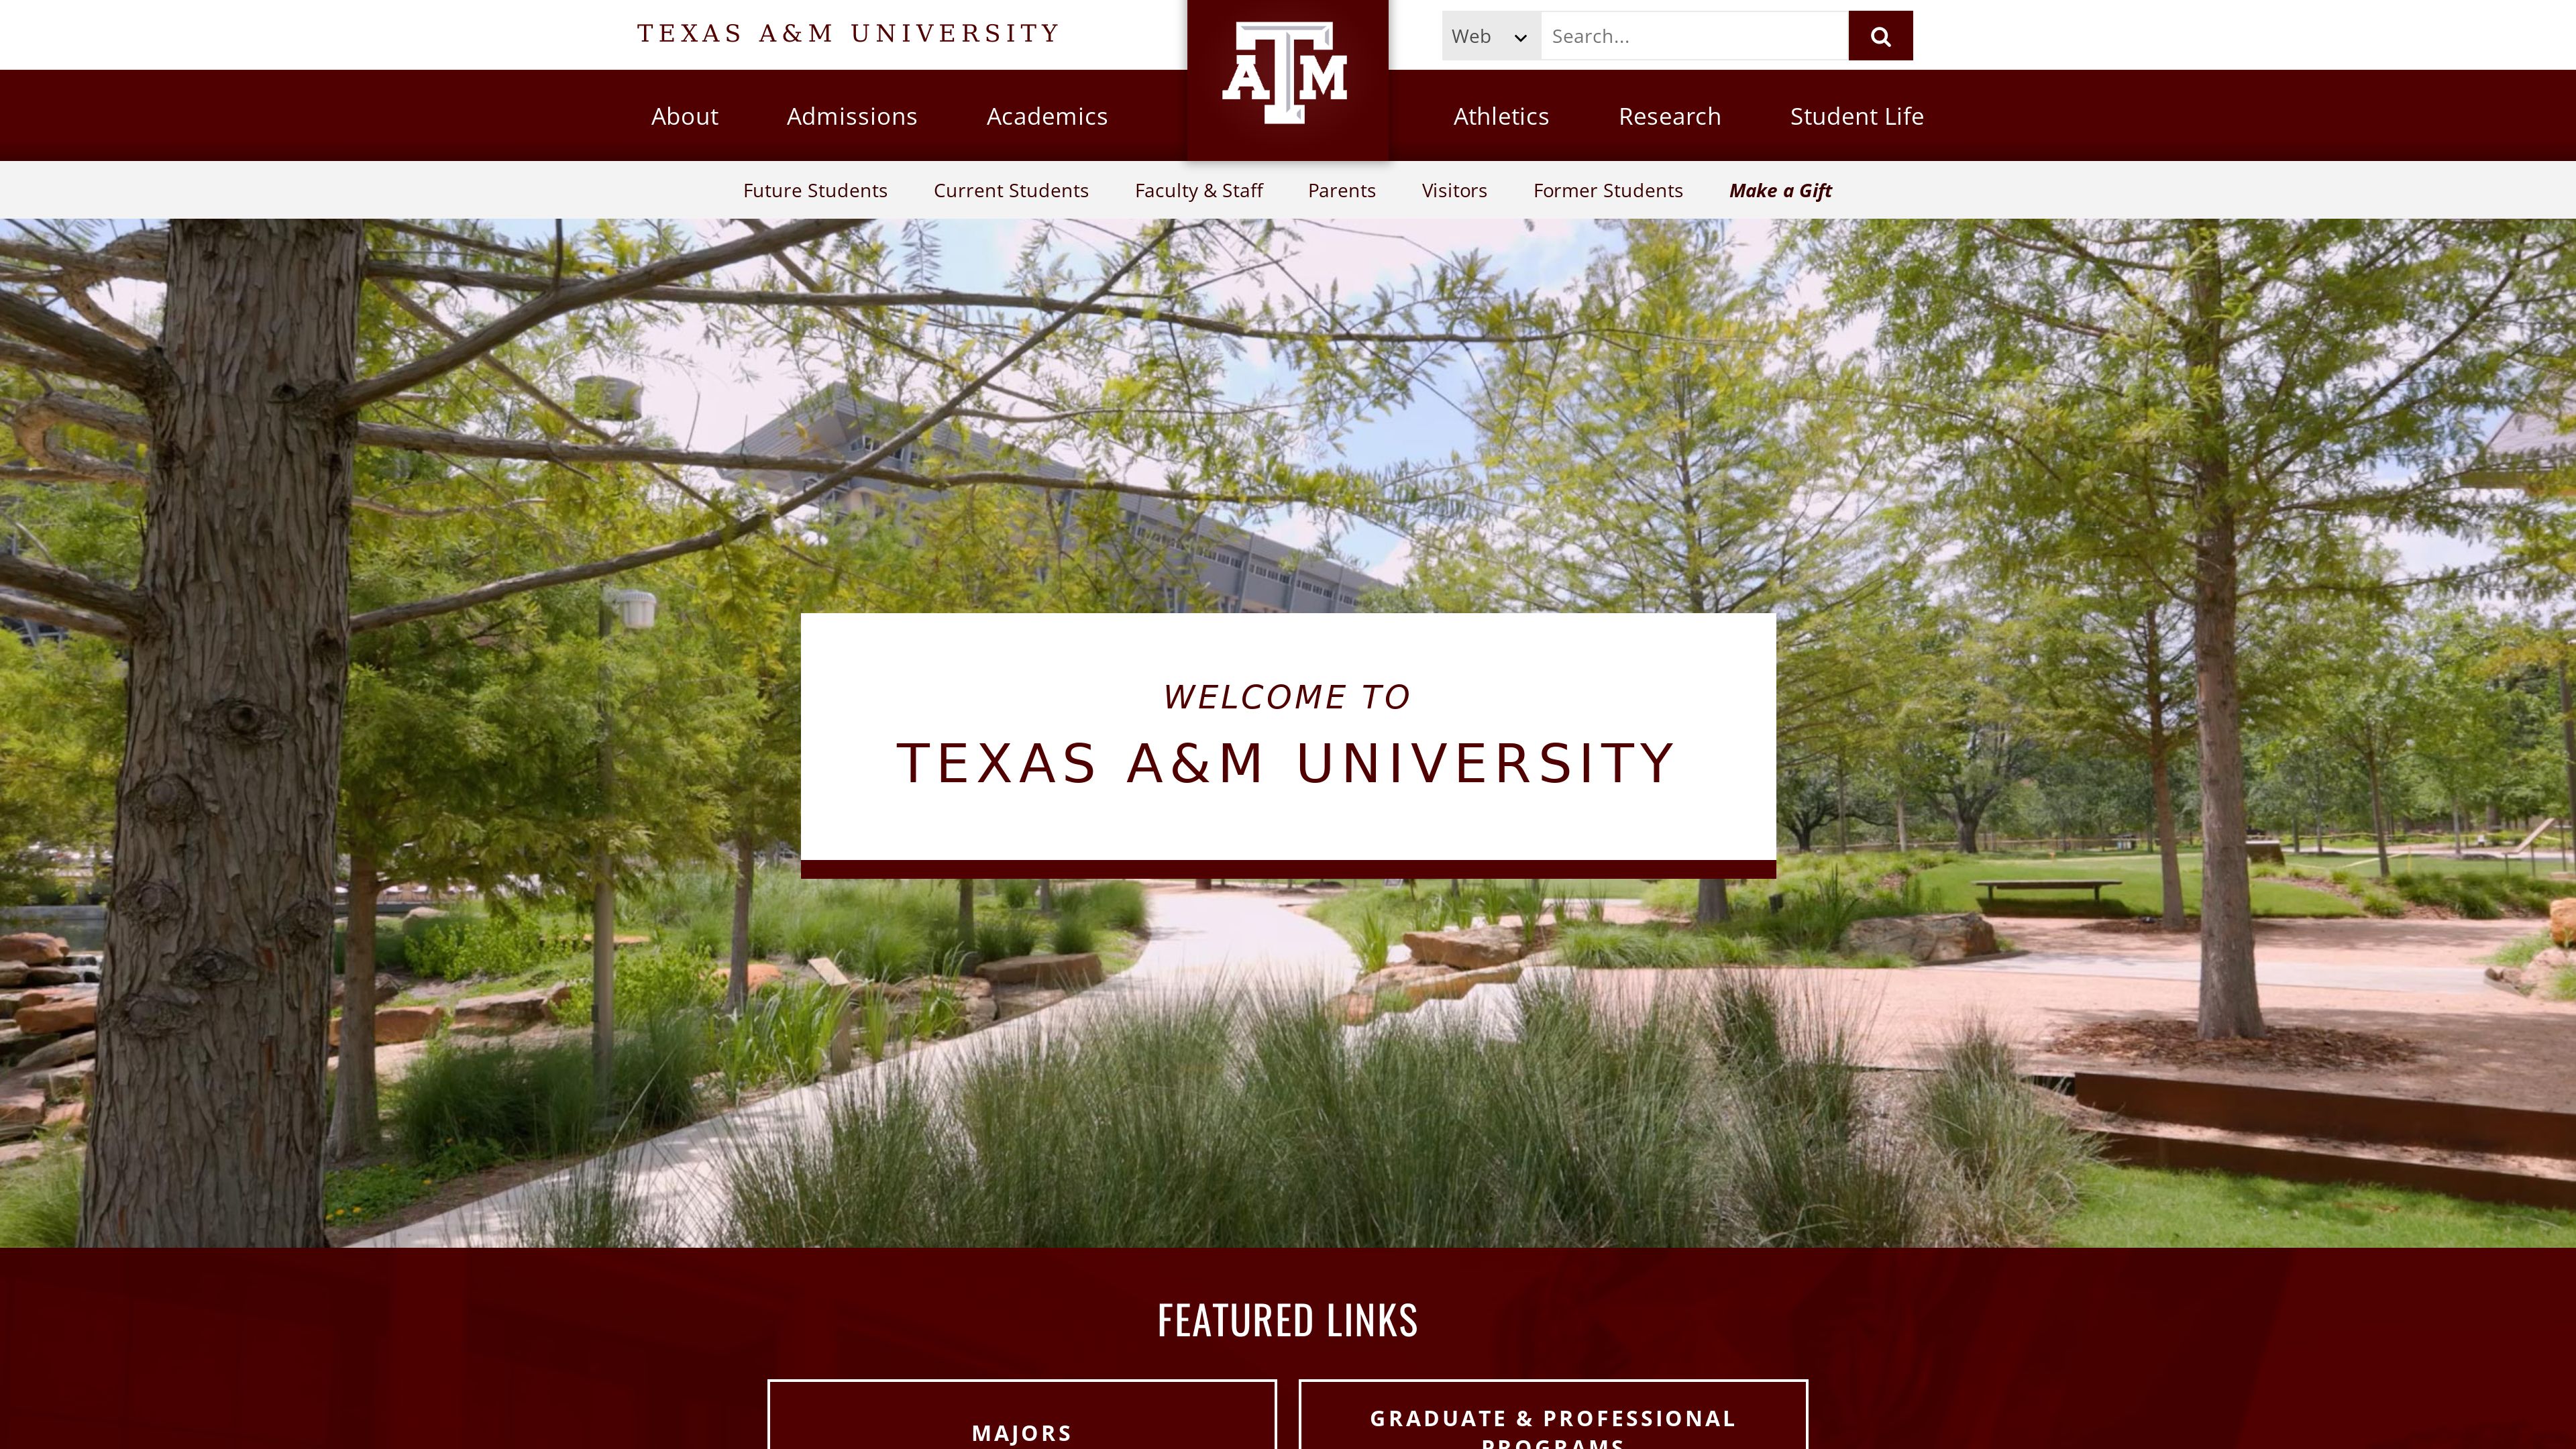 TEXAS A&M UNIVERSITY
ATM
Web
Search...
About
Admissions
Academics
Athletics
Research
Student Life
Future Students
Current Students
Faculty & Staff
Parents
Visitors
Former Students
Make a Gift
WELCOME TO
TEXAS A&M UNIVERSITY
FEATURED LINKS
MAJORS
GRADUATE & PROFESSIONAL
PROGRAMS